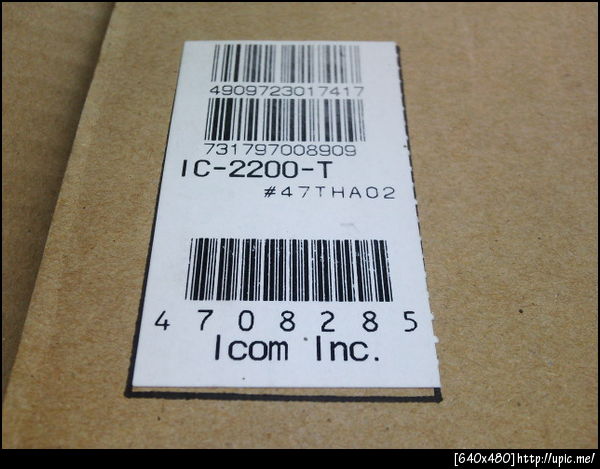 4909723017417
731797008909
IC-2200-T
#47THA02
4708285
Icom Inc.
[640x480]http://upic.me/